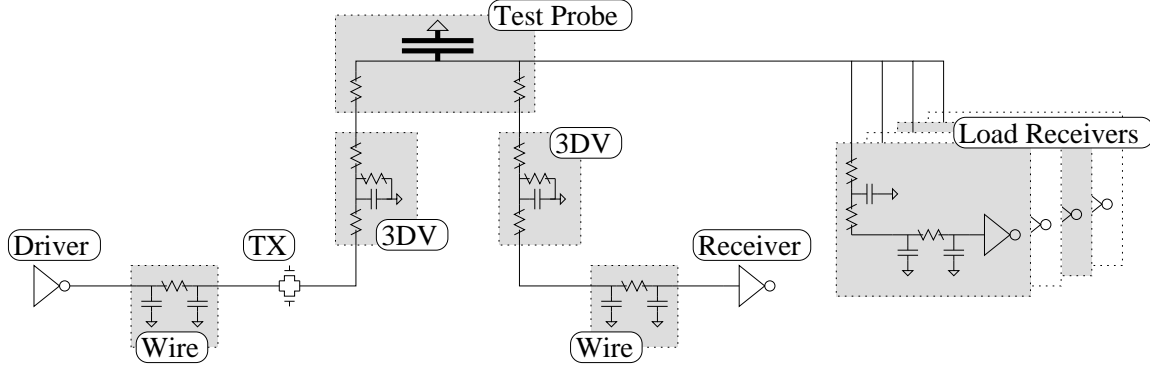 Test Probe
3DV
Load Receivers
3DV
Driver
TX
Receiver
Wire
Wire